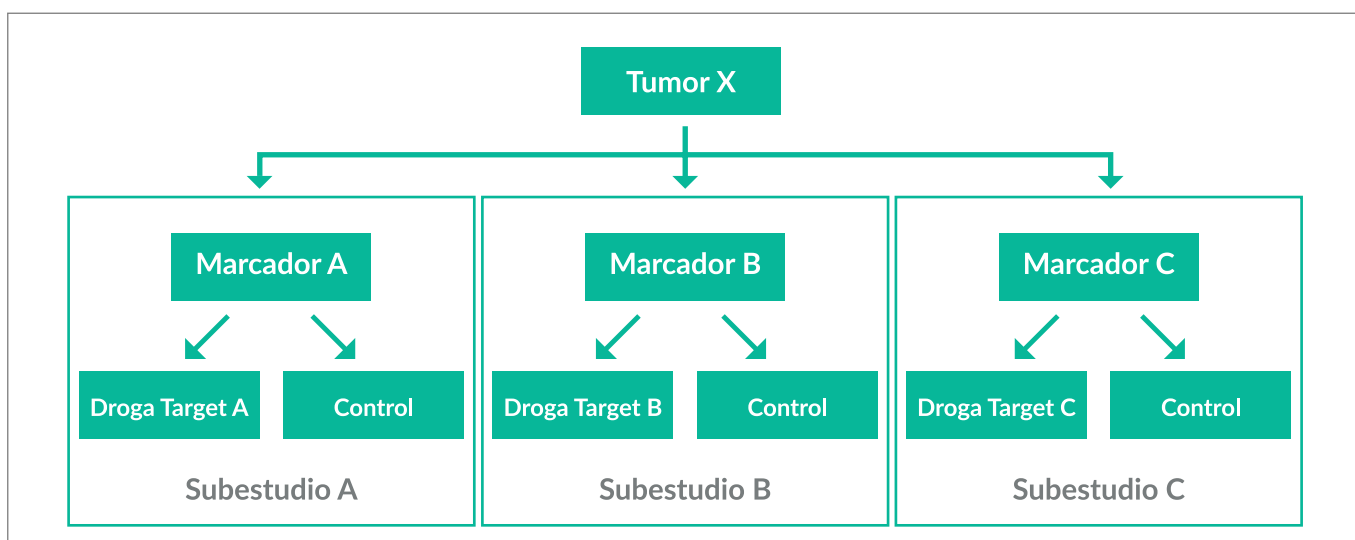 Tumor X
Marcador A
Marcador B
Marcador C
Droga Target A
Control
Droga Target B
Control
Droga Target C
Control
Subestudio A
Subestudio B
Subestudio C